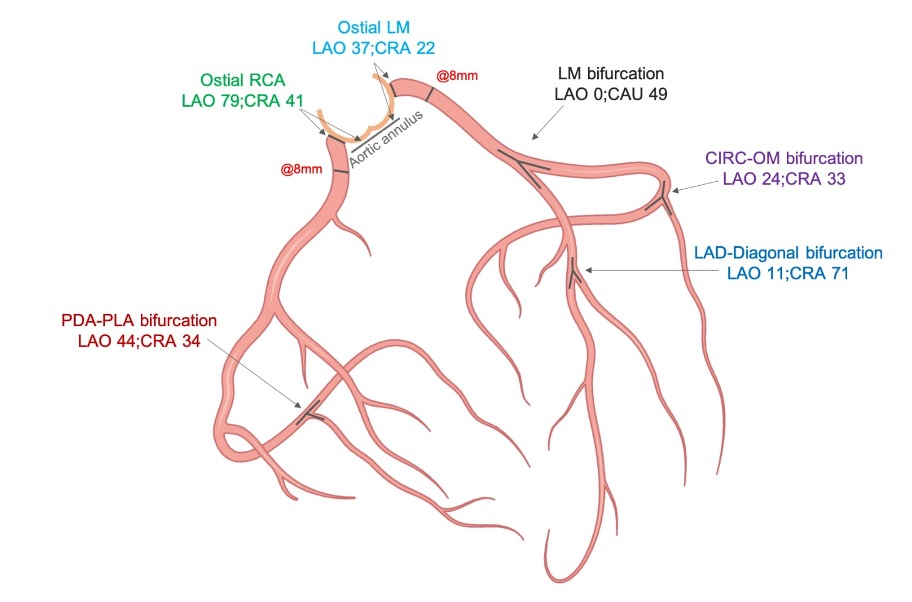 Ostial LM
LAO 37;CRA 22
Ostial RCA
LAO 79;CRA 41
@8mm
LM bifurcation
LAO 0;CAU 49
Aortic annulus
@8mm
CIRC-OM bifurcation
LAO 24;CRA 33
LAD-Diagonal bifurcation
LAO 11;CRA 71
PDA-PLA bifurcation
LAO 44;CRA 34